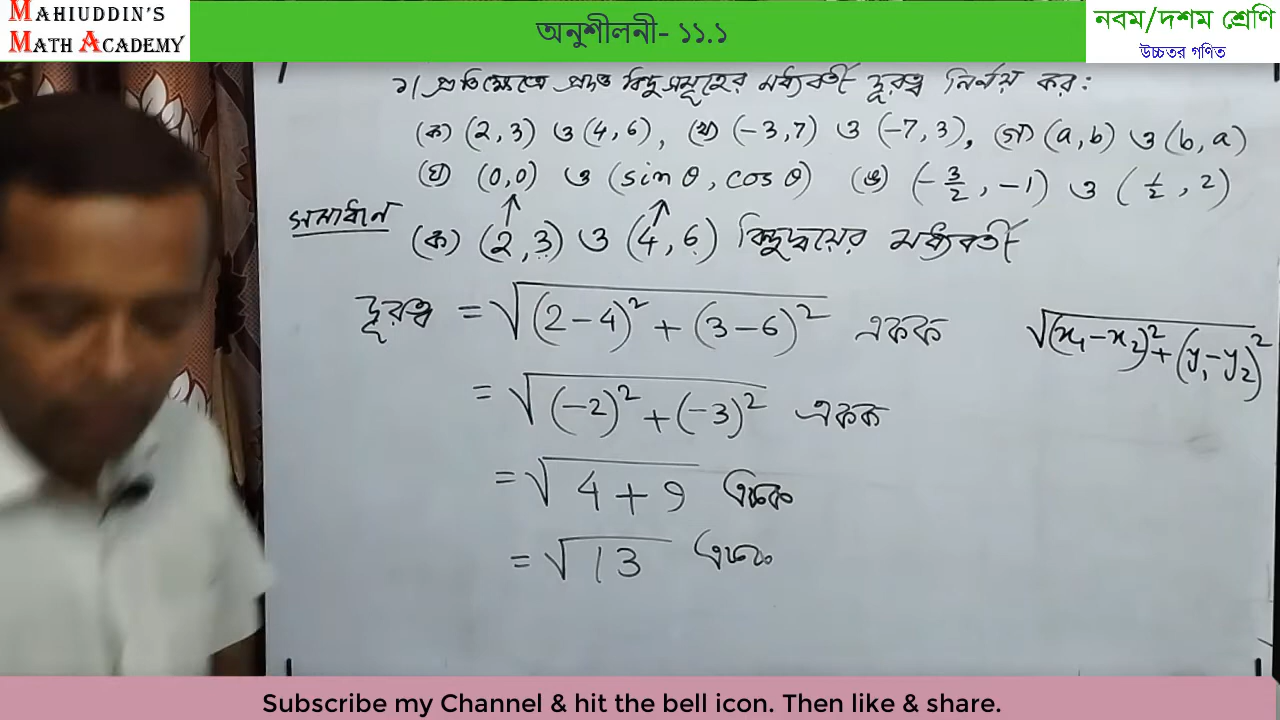 MAHIUDDIN'S
MATH ACADEMY
অনুশীলনী- ১১.১
নবম/দশম শ্রেণি
উচ্চতর গণিত
১। প্রতিক্ষেত্রে প্রদত্ত বিন্দুসমূহের মধ্যবর্তী দূরত্ব নির্নয় কর:
(ক) (2, 3) ও (4, 6), (খ) (-3, 7) ও (-7, 3), (গ) (a, b) ও (b, a)
(ঘ) (0, 0) ও (sin θ, cos θ) (ঙ) (-3/2, -1) ও (1/2, 2)
সমাধান
(ক) (2, 3) ও (4, 6) বিন্দুদ্বয়ের মধ্যবর্তী
দূরত্ব = √((2-4)² + (3-6)²) একক
√((x₁-x₂)² + (y₁-y₂)²)
= √((-2)² + (-3)²) একক
= √(4+9) একক
= √13 একক
Subscribe my Channel & hit the bell icon. Then like & share.